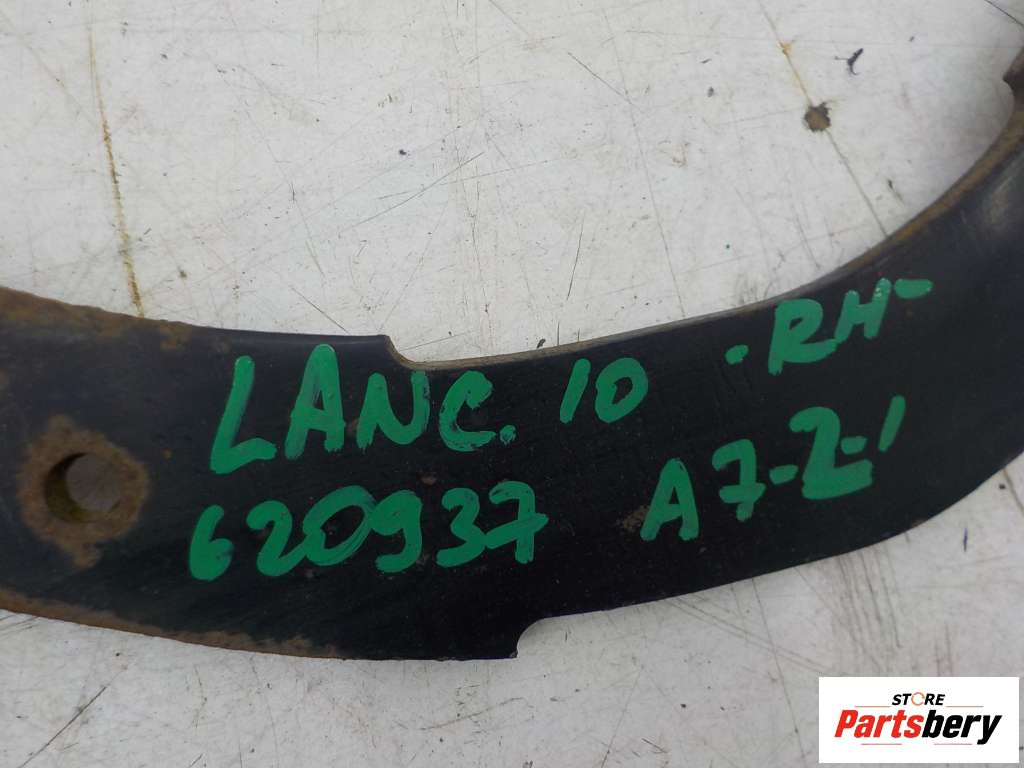 LANC. 10 -RH-
620937 A7-2-1
STORE
Partsbery